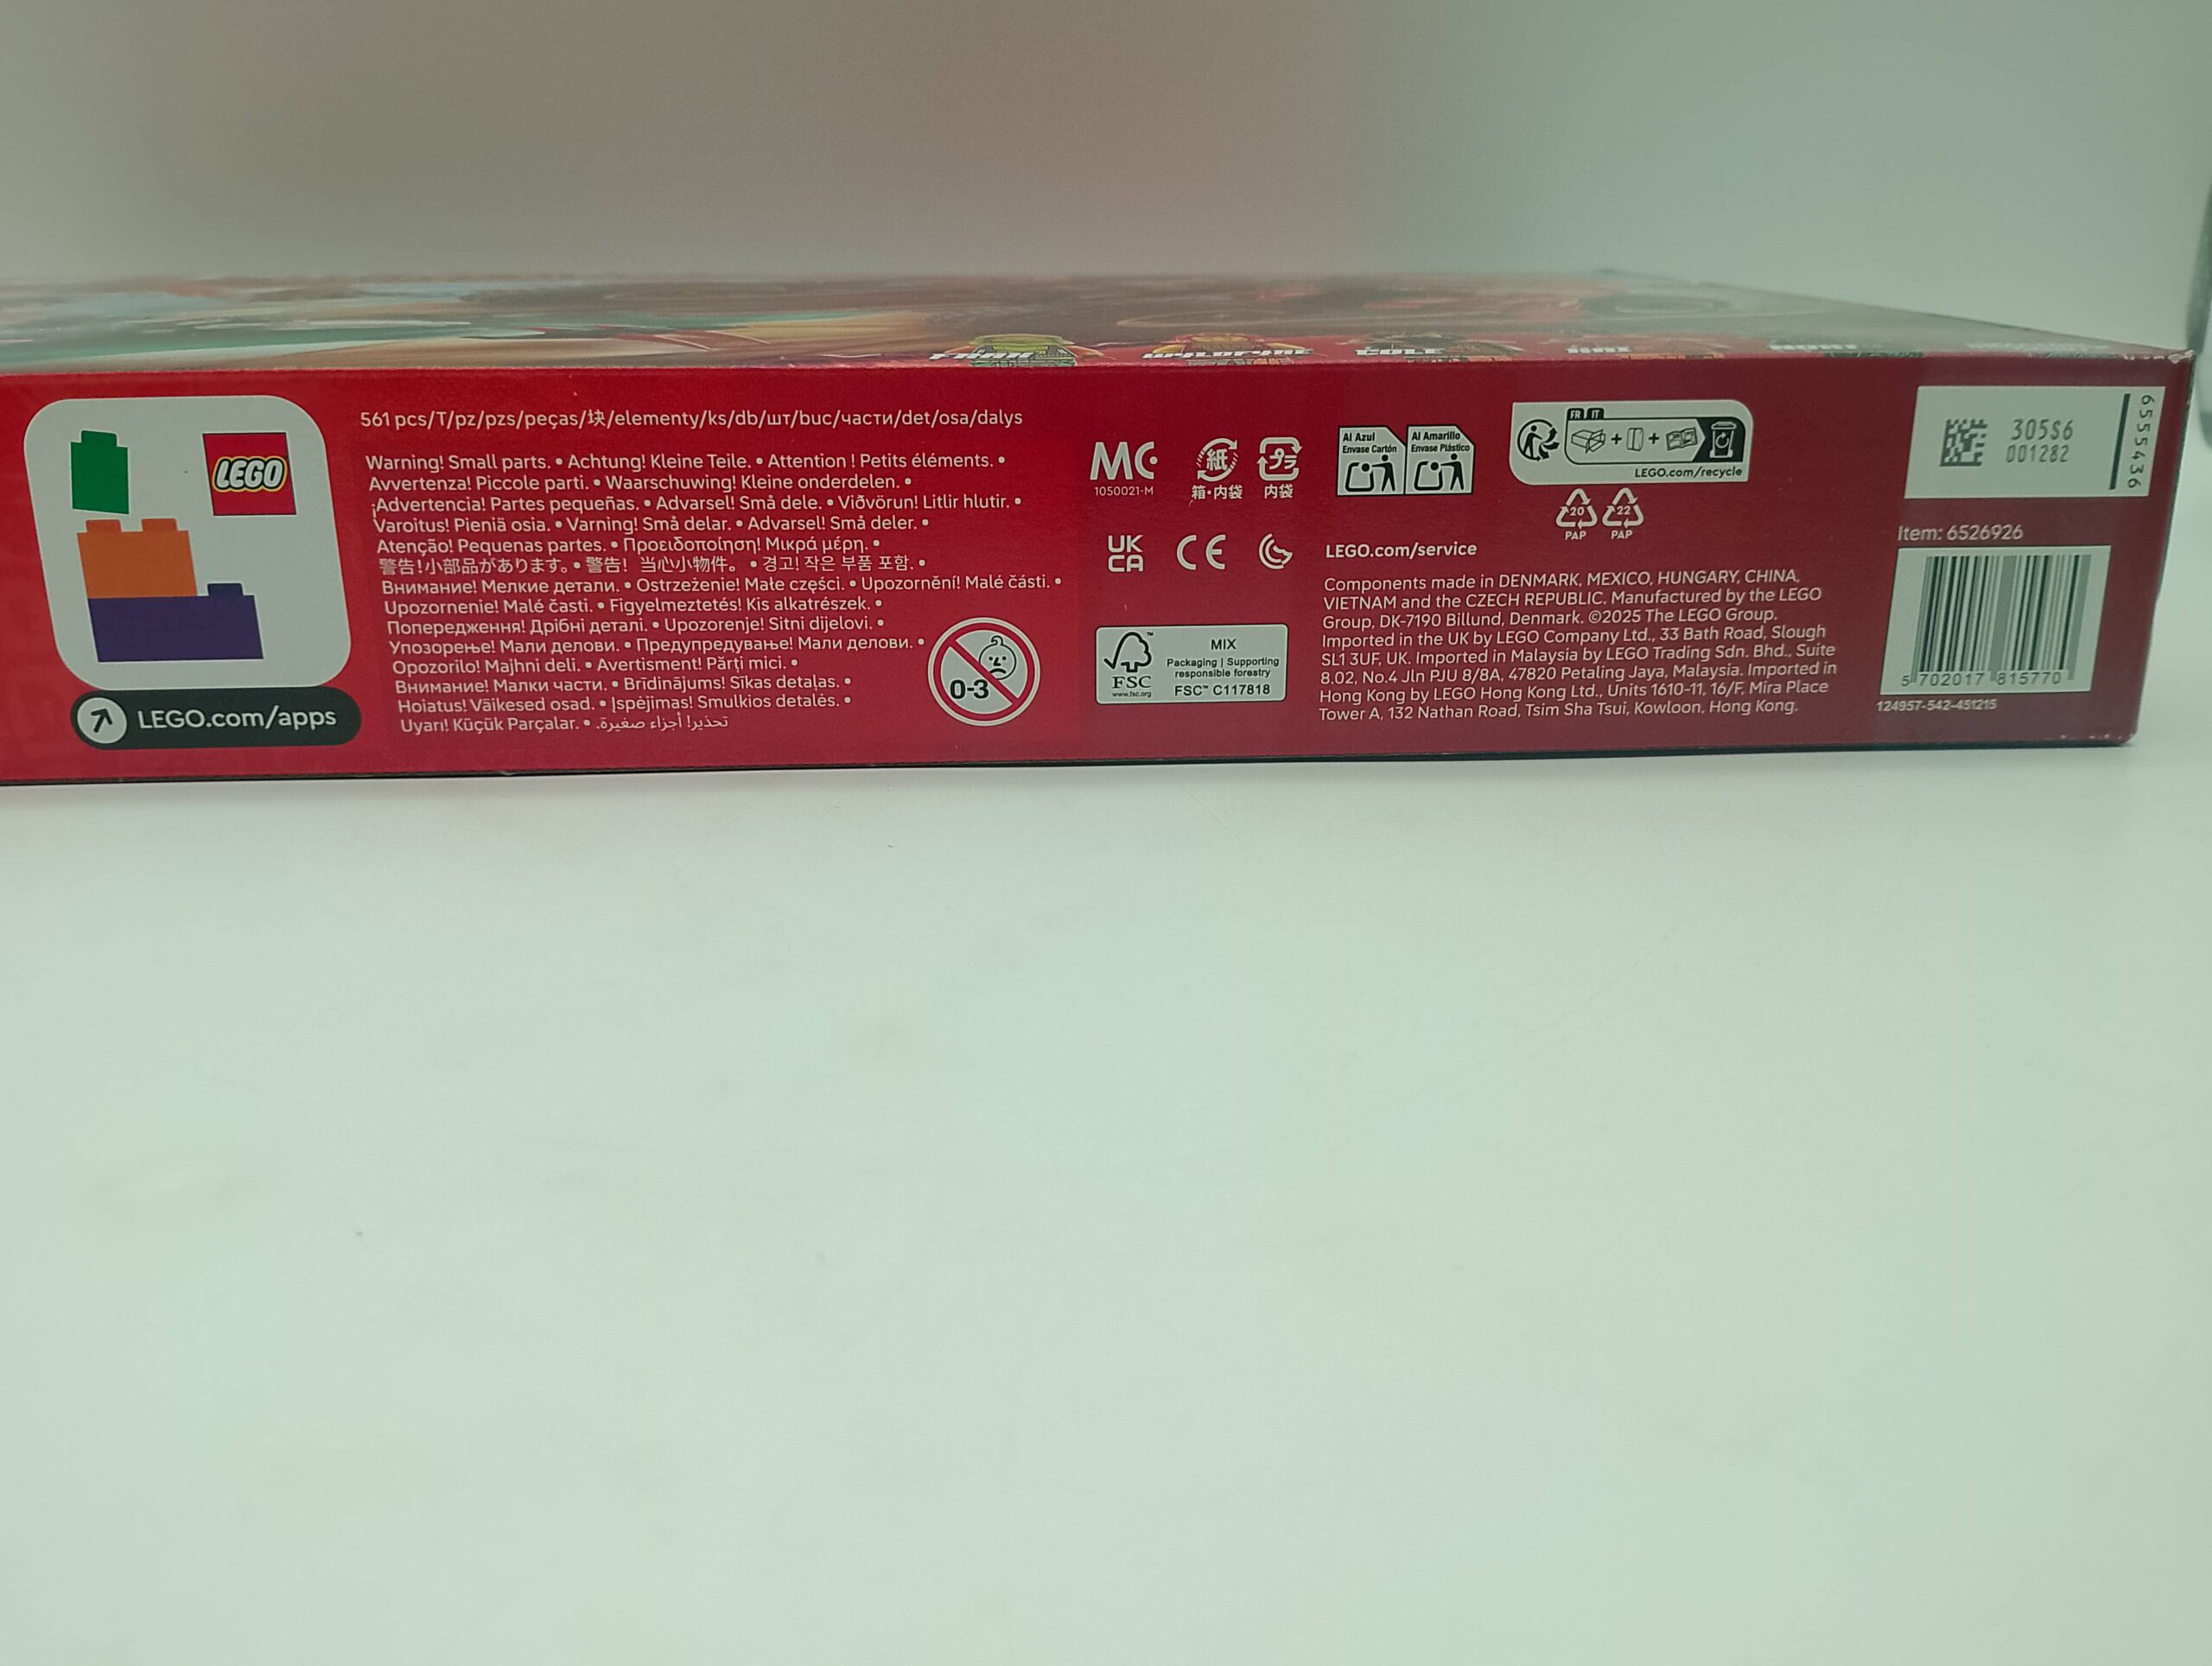 FRAK
WYLDFYRE
COLE
KAI
LEGO
LEGO.com/apps
561 pcs/T/pz/pzs/peças/块/elementy/ks/db/шт/buc/части/det/osa/dalys
Warning! Small parts. • Achtung! Kleine Teile. • Attention ! Petits éléments. •
Avvertenza! Piccole parti. • Waarschuwing! Kleine onderdelen. •
¡Advertencia! Partes pequeñas. • Advarsel! Små dele. • Viðvörun! Litlir hlutir. •
Varoitus! Pieniä osia. • Varning! Små delar. • Advarsel! Små deler. •
Atenção! Pequenas partes. • Προειδοποίηση! Μικρά μέρη. •
警告!小部品があります。• 警告! 当心小物件。 • 경고! 작은 부품 포함. •
Внимание! Мелкие детали. • Ostrzeżenie! Małe części. • Upozornění! Malé části. •
Upozornenie! Malé časti. • Figyelmeztetés! Kis alkatrészek. •
Попередження! Дрібні деталі. • Upozorenje! Sitni dijelovi. •
Упозорење! Мали делови. • Предупредување! Мали делови. •
Opozorilo! Majhni deli. • Avertisment! Părți mici. •
Внимание! Малки части. • Brīdinājums! Sīkas detaļas. •
Hoiatus! Väikesed osad. • Įspėjimas! Smulkios detalės. •
Uyarı! Küçük Parçalar. • تحذير! أجزاء صغيرة.
0-3
MC
1050021-M
紙
箱・内袋
プラ
内袋
UK
CA
CE
FSC
www.fsc.org
MIX
Packaging | Supporting
responsible forestry
FSC™ C117818
Al Azul
Envase Cartón
Al Amarillo
Envase Plástico
FR IT
LEGO.com/recycle
20
PAP
22
PAP
LEGO.com/service
Components made in DENMARK, MEXICO, HUNGARY, CHINA,
VIETNAM and the CZECH REPUBLIC. Manufactured by the LEGO
Group, DK-7190 Billund, Denmark. ©2025 The LEGO Group.
Imported in the UK by LEGO Company Ltd., 33 Bath Road, Slough
SL1 3UF, UK. Imported in Malaysia by LEGO Trading Sdn. Bhd., Suite
8.02, No.4 Jln PJU 8/8A, 47820 Petaling Jaya, Malaysia. Imported in
Hong Kong by LEGO Hong Kong Ltd., Units 1610-11, 16/F, Mira Place
Tower A, 132 Nathan Road, Tsim Sha Tsui, Kowloon, Hong Kong.
305S6
001282
6555436
Item: 6526926
5 702017 815770
124957-542-451215